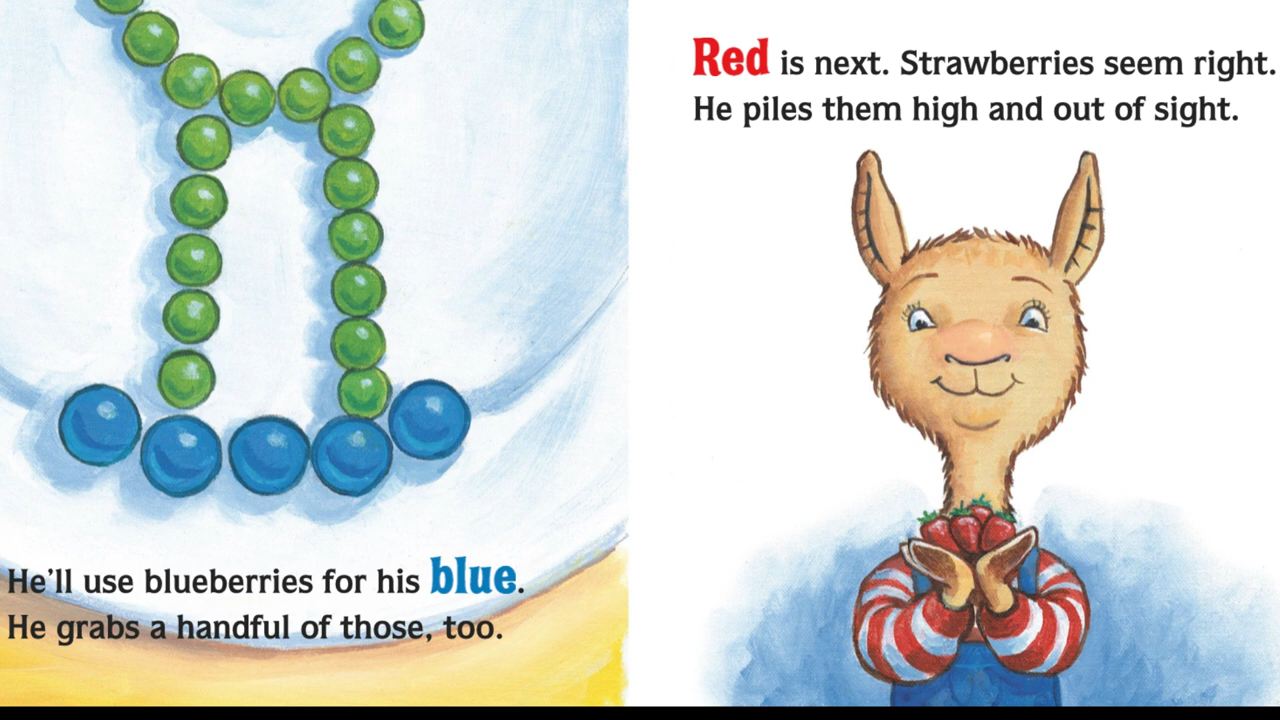 He'll use blueberries for his blue.
He grabs a handful of those, too.
Red is next. Strawberries seem right.
He piles them high and out of sight.